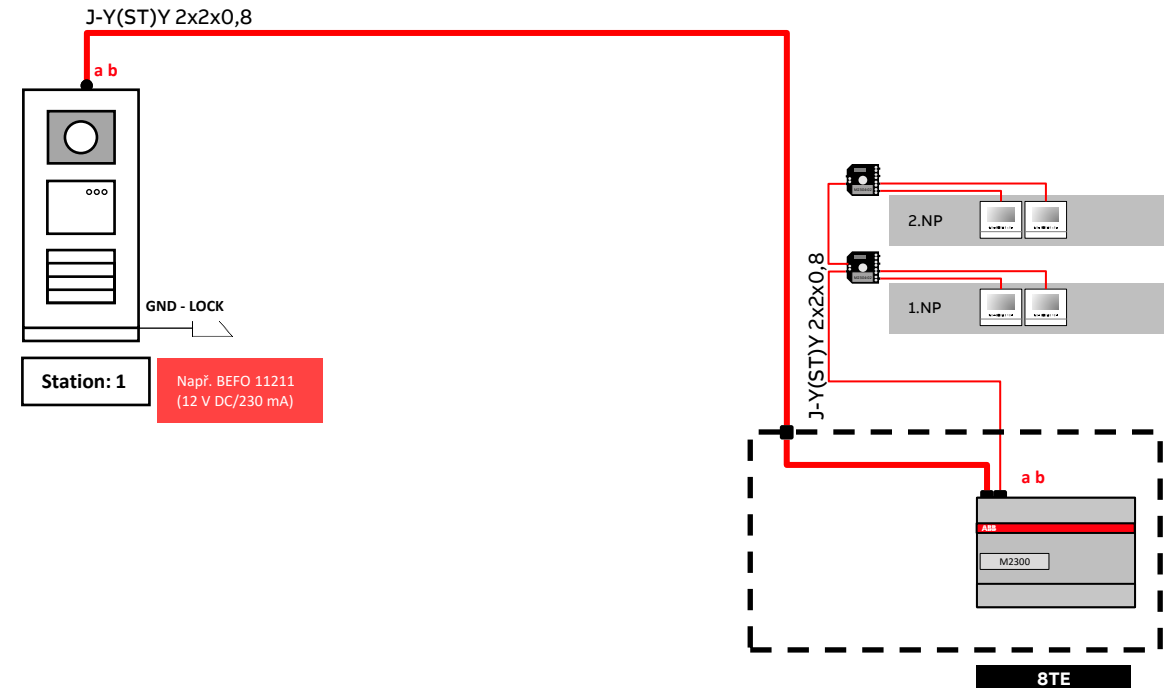 J-Y(ST)Y 2x2x0,8
a b
2.NP
1.NP
J-Y(ST)Y 2x2x0,8
GND - LOCK
Station: 1
Např. BEFO 11211
(12 V DC/230 mA)
a b
ABB
M2300
8TE